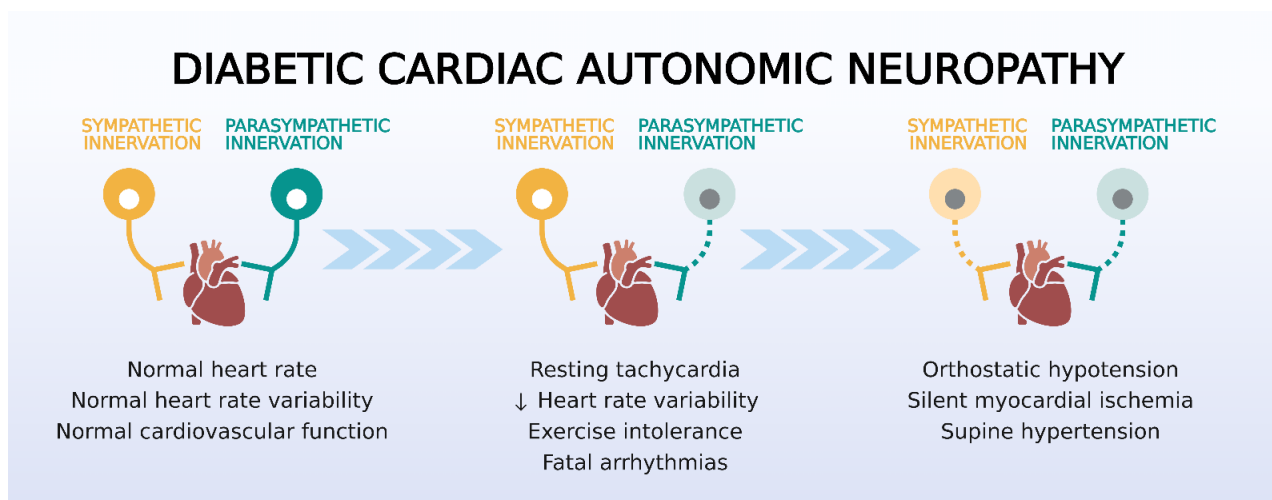 DIABETIC CARDIAC AUTONOMIC NEUROPATHY
SYMPATHETIC
INNERVATION
PARASYMPATHETIC
INNERVATION
Normal heart rate
Normal heart rate variability
Normal cardiovascular function
SYMPATHETIC
INNERVATION
PARASYMPATHETIC
INNERVATION
Resting tachycardia
↓ Heart rate variability
Exercise intolerance
Fatal arrhythmias
SYMPATHETIC
INNERVATION
PARASYMPATHETIC
INNERVATION
Orthostatic hypotension
Silent myocardial ischemia
Supine hypertension